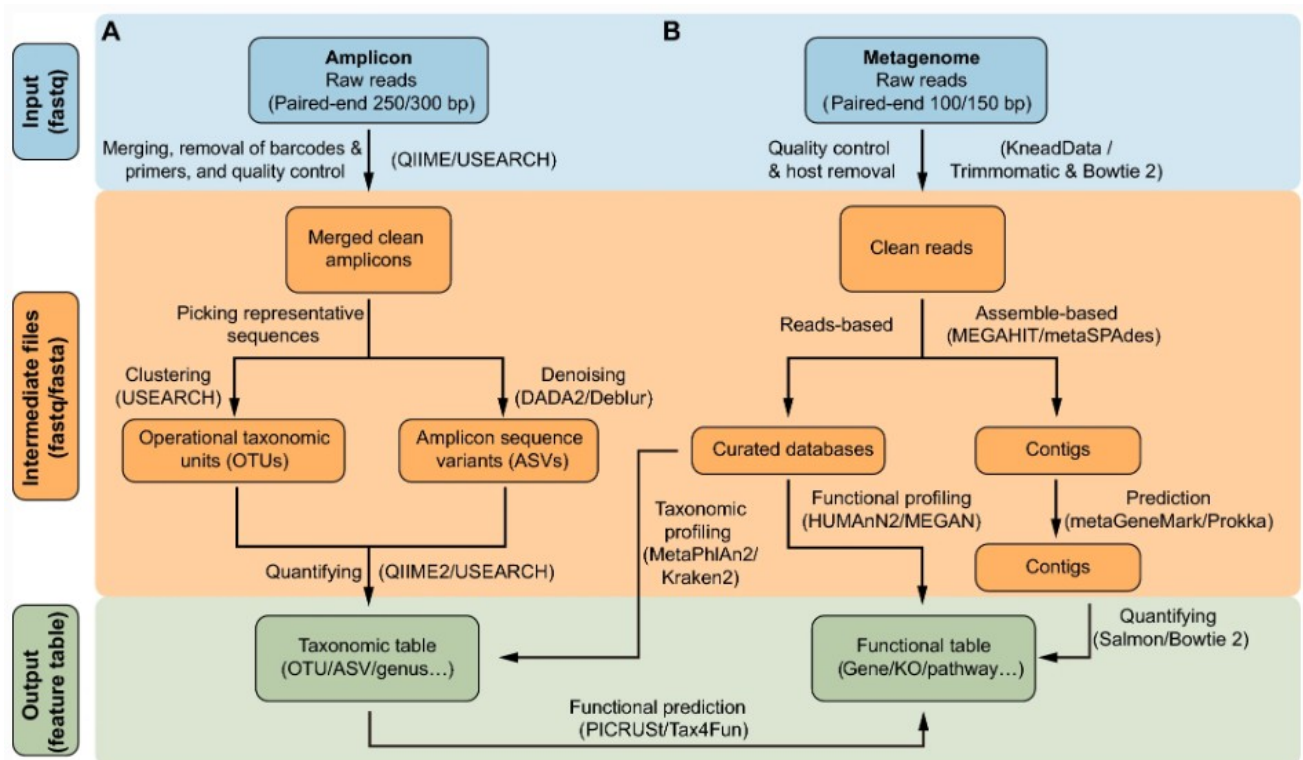 A
B
Input
(fastq)
Amplicon
Raw reads
(Paired-end 250/300 bp)
Metagenome
Raw reads
(Paired-end 100/150 bp)
Merging, removal of barcodes &
primers, and quality control
(QIIME/USEARCH)
Quality control
& host removal
(KneadData /
Trimmomatic & Bowtie 2)
Intermediate files
(fastq/fasta)
Merged clean
amplicons
Clean reads
Picking representative
sequences
Reads-based
Assemble-based
(MEGAHIT/metaSPAdes)
Clustering
(USEARCH)
Denoising
(DADA2/Deblur)
Operational taxonomic
units (OTUs)
Amplicon sequence
variants (ASVs)
Curated databases
Contigs
Taxonomic
profiling
(MetaPhlAn2/
Kraken2)
Functional profiling
(HUMAnN2/MEGAN)
Prediction
(metaGeneMark/Prokka)
Contigs
Quantifying
(QIIME2/USEARCH)
Output
(feature table)
Taxonomic table
(OTU/ASV/genus...)
Functional table
(Gene/KO/pathway...)
Quantifying
(Salmon/Bowtie 2)
Functional prediction
(PICRUSt/Tax4Fun)